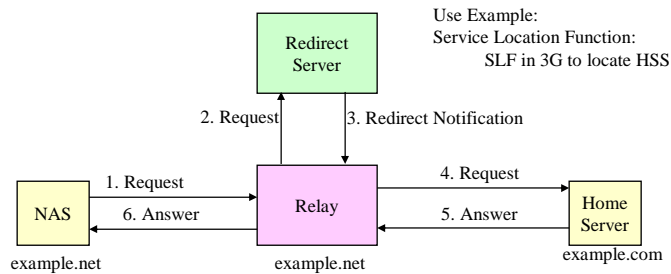 Use Example:
Service Location Function:
SLF in 3G to locate HSS
Redirect
Server
2. Request
3. Redirect Notification
1. Request
4. Request
NAS
Relay
Home
Server
6. Answer
5. Answer
example.net
example.net
example.com